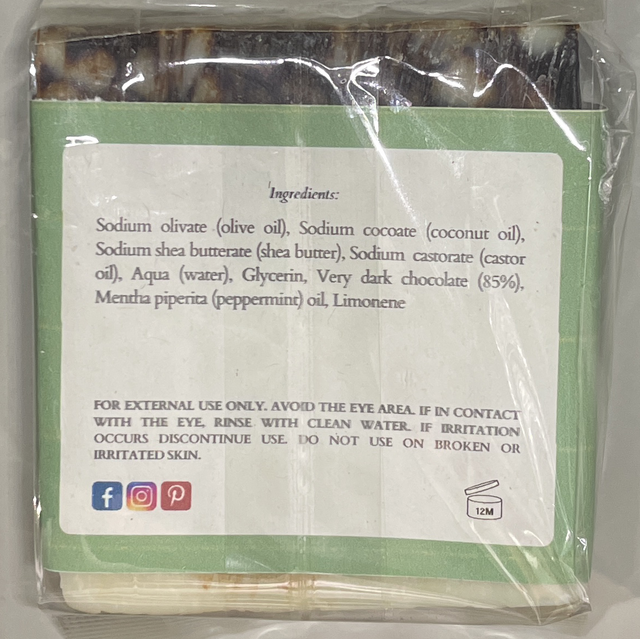 Ingredients:
Sodium olivate (olive oil), Sodium cocoate (coconut oil),
Sodium shea butterate (shea butter), Sodium castorate (castor
oil), Aqua (water), Glycerin, Very dark chocolate (85%),
Mentha piperita (peppermint) oil, Limonene
FOR EXTERNAL USE ONLY. AVOID THE EYE AREA. IF IN CONTACT
WITH THE EYE, RINSE WITH CLEAN WATER. IF IRRITATION
OCCURS DISCONTINUE USE. DO NOT USE ON BROKEN OR
IRRITATED SKIN.
12M